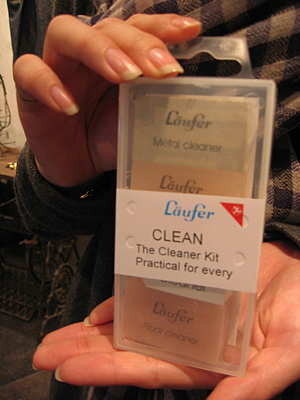 Läufer
Metal cleaner
Läufer
Läufer
CLEAN
The Cleaner Kit
Practical for every
Läufer
floor cleaner